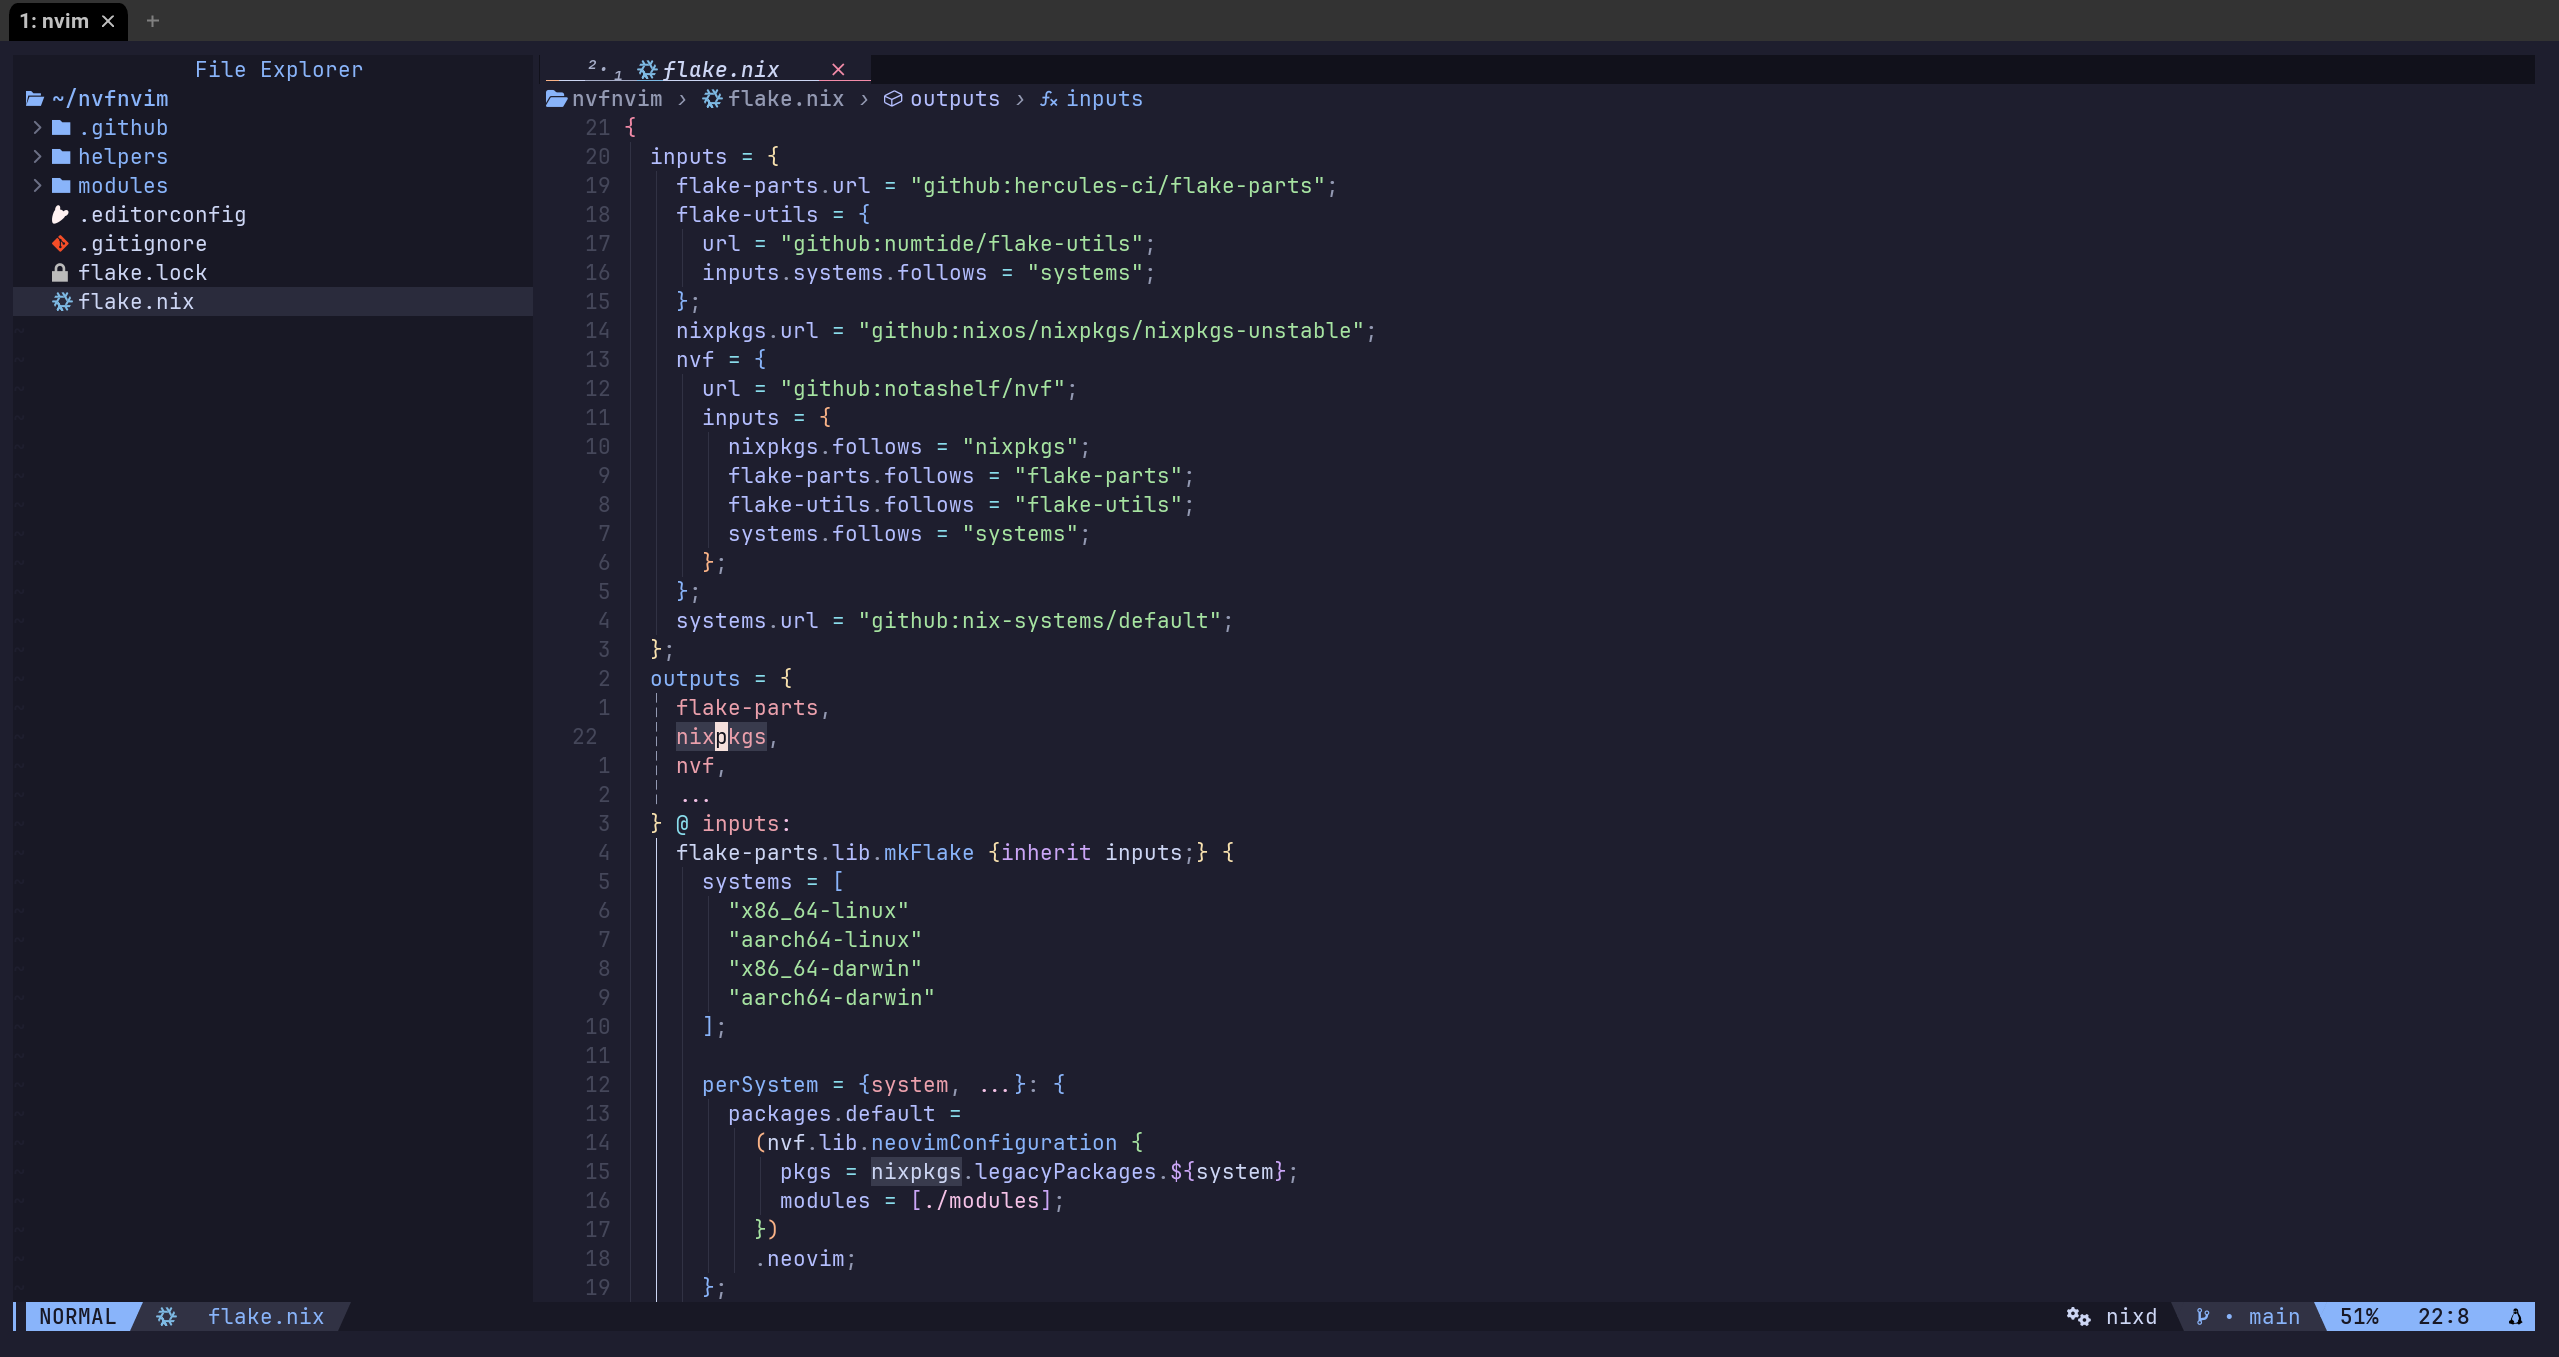 1: nvim × +
File Explorer
~/nvfnvim
.github
helpers
modules
.editorconfig
.gitignore
flake.lock
flake.nix
2• 1 flake.nix ×
nvfnvim › flake.nix › outputs › inputs
21 {
20 inputs = {
19 flake-parts.url = "github:hercules-ci/flake-parts";
18 flake-utils = {
17 url = "github:numtide/flake-utils";
16 inputs.systems.follows = "systems";
15 };
14 nixpkgs.url = "github:nixos/nixpkgs/nixpkgs-unstable";
13 nvf = {
12 url = "github:notashelf/nvf";
11 inputs = {
10 nixpkgs.follows = "nixpkgs";
9 flake-parts.follows = "flake-parts";
8 flake-utils.follows = "flake-utils";
7 systems.follows = "systems";
6 };
5 };
4 systems.url = "github:nix-systems/default";
3 };
2 outputs = {
1 flake-parts,
22 nixpkgs,
1 nvf,
2 ...
3 } @ inputs:
4 flake-parts.lib.mkFlake {inherit inputs;} {
5 systems = [
6 "x86_64-linux"
7 "aarch64-linux"
8 "x86_64-darwin"
9 "aarch64-darwin"
10 ];
11
12 perSystem = {system, ...}: {
13 packages.default =
14 (nvf.lib.neovimConfiguration {
15 pkgs = nixpkgs.legacyPackages.${system};
16 modules = [./modules];
17 })
18 .neovim;
19 };
NORMAL flake.nix nixd • main 51% 22:8